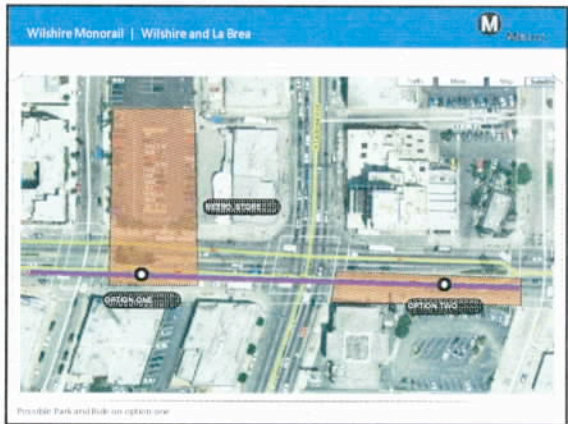 Wilshire Monorail | Wilshire and La Brea
M
Metro
METRO STORE
OPTION ONE
OPTION TWO
Possible Park and Ride on option one